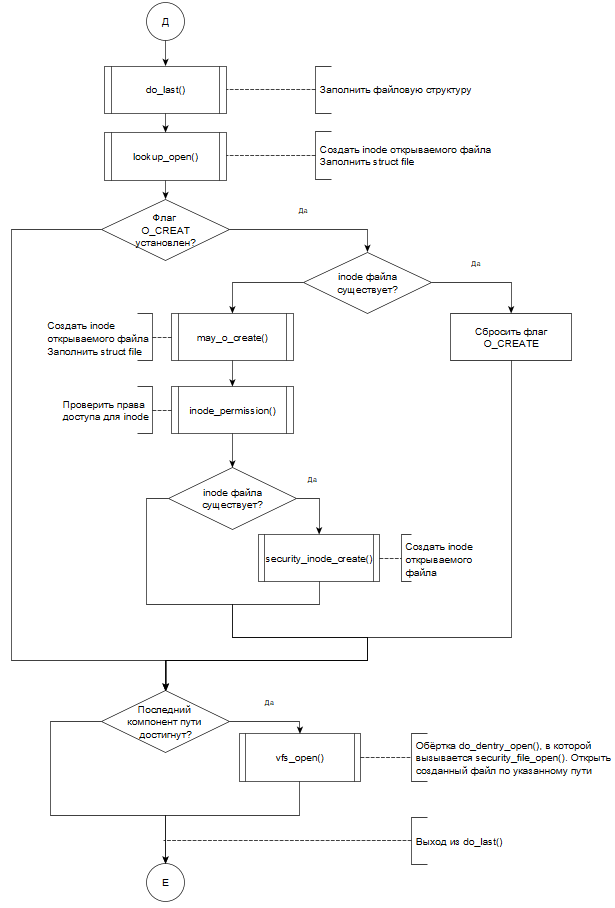 Д
do_last()
Заполнить файловую структуру
lookup_open()
Создать inode открываемого файла
Заполнить struct file
Флаг
O_CREAT
установлен?
Да
inode файла
существует?
Да
Создать inode
открываемого файла
Заполнить struct file
may_o_create()
Сбросить флаг
O_CREATE
Проверить права
доступа для inode
inode_permission()
inode файла
существует?
Да
security_inode_create()
Создать inode
открываемого
файла
Последний
компонент пути
достигнут?
Да
vfs_open()
Обёртка do_dentry_open(), в которой
вызывается security_file_open(). Открыть
созданный файл по указанному пути
Выход из do_last()
Е